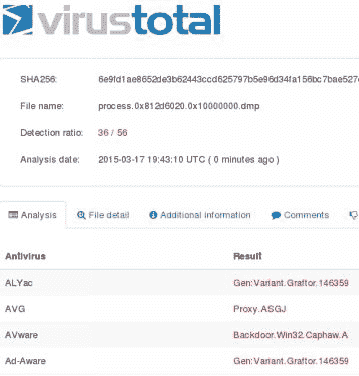 virustotal
SHA256: 6e9fd1ae8652de3b62443ccd625797b5e9i6d34fa156bc7bae527
File name: process.0x812d6020.0x10000000.dmp
Detection ratio: 36 / 56
Analysis date: 2015-03-17 19:43:10 UTC ( 0 minutes ago )
Analysis File detail Additional information Comments
Antivirus Result
ALYac Gen:Variant.Graftor.146359
AVG Proxy.AISGJ
AVware Backdoor.Win32.Caphaw.A
Ad-Aware Gen:Variant.Graftor.146359